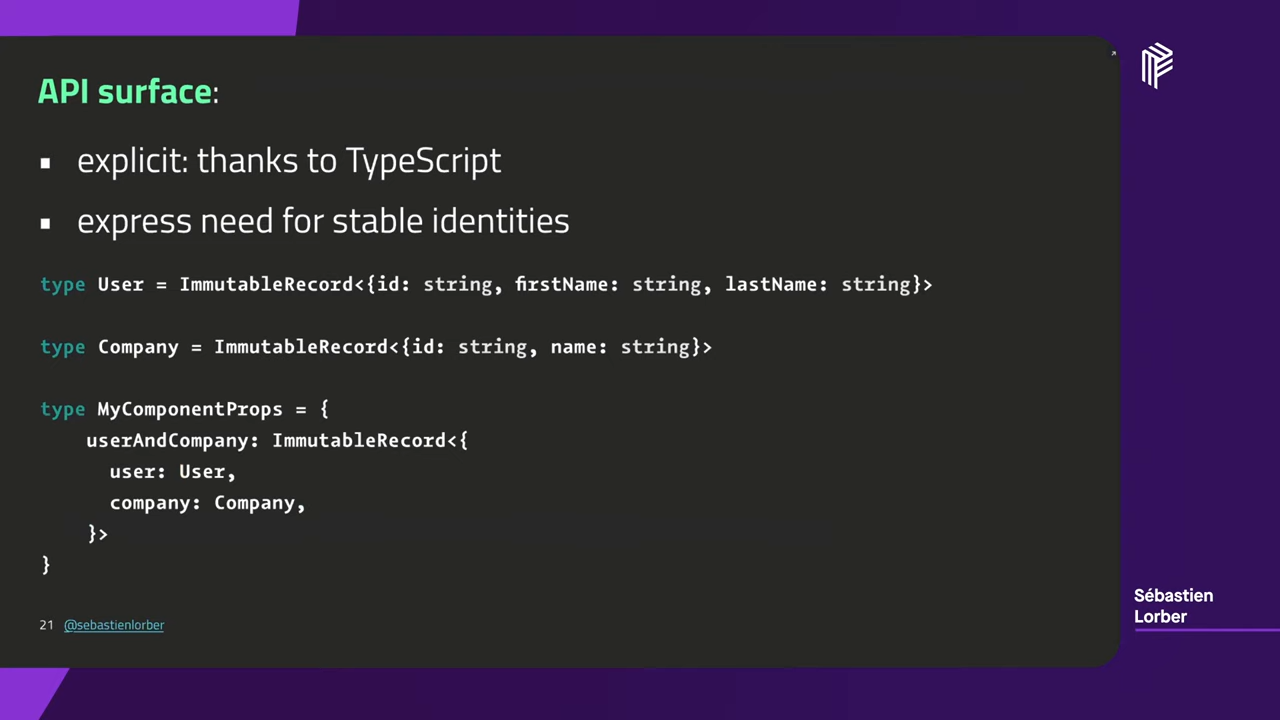 API surface:
▪ explicit: thanks to TypeScript
▪ express need for stable identities
type User = ImmutableRecord<{id: string, firstName: string, lastName: string}>
type Company = ImmutableRecord<{id: string, name: string}>
type MyComponentProps = {
    userAndCompany: ImmutableRecord<{
      user: User,
      company: Company,
    }>
}
21 @sebastienlorber
Sébastien
Lorber